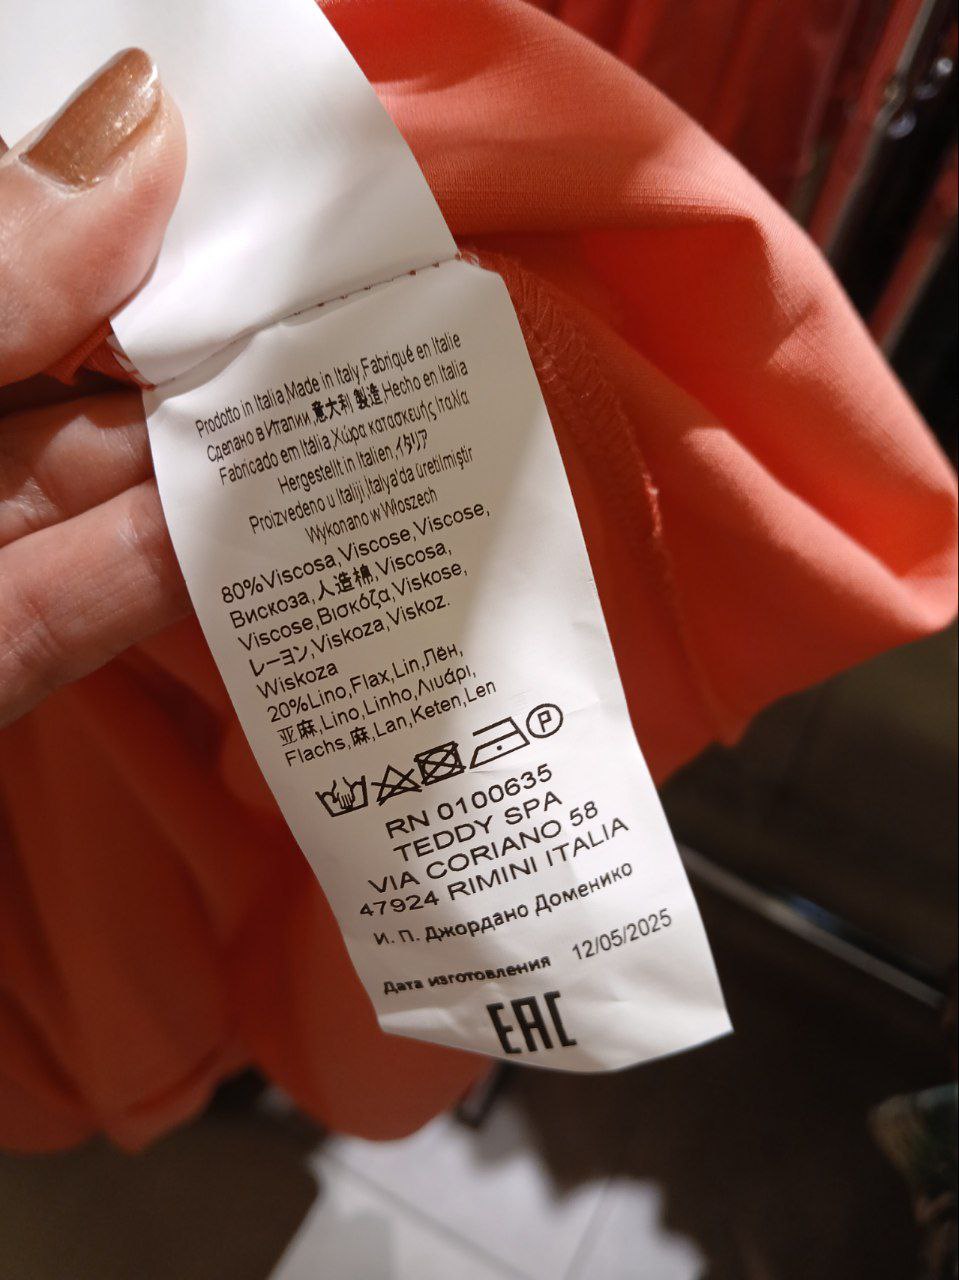 Prodotto in Italia,Made in Italy,Fabriqué en Italie
Сделано в Италии,意大利 製造,Hecho en Italia
Fabricado em Itália,Χώρα κατασκευής Ιταλία
Hergestellt in Italien,イタリア
Proizvedeno u Italiji,Italya'da üretilmiştir
Wykonano w Wloszech
80%Viscosa,Viscose,Viscose,
Вискоза,人造棉,Viscosa,
Viscose,Βισκόζα,Viskose,
レーヨン,Viskoza,Viskoz.
Wiskoza
20%Lino,Flax,Lin,Лён,
亚麻,Lino,Linho,Λιυάρι,
Flachs,麻,Lan,Keten,Len
P
RN 0100635
TEDDY SPA
VIA CORIANO 58
47924 RIMINI ITALIA
И. П. Джордано Доменико
Дата изготовления 12/05/2025
EAC